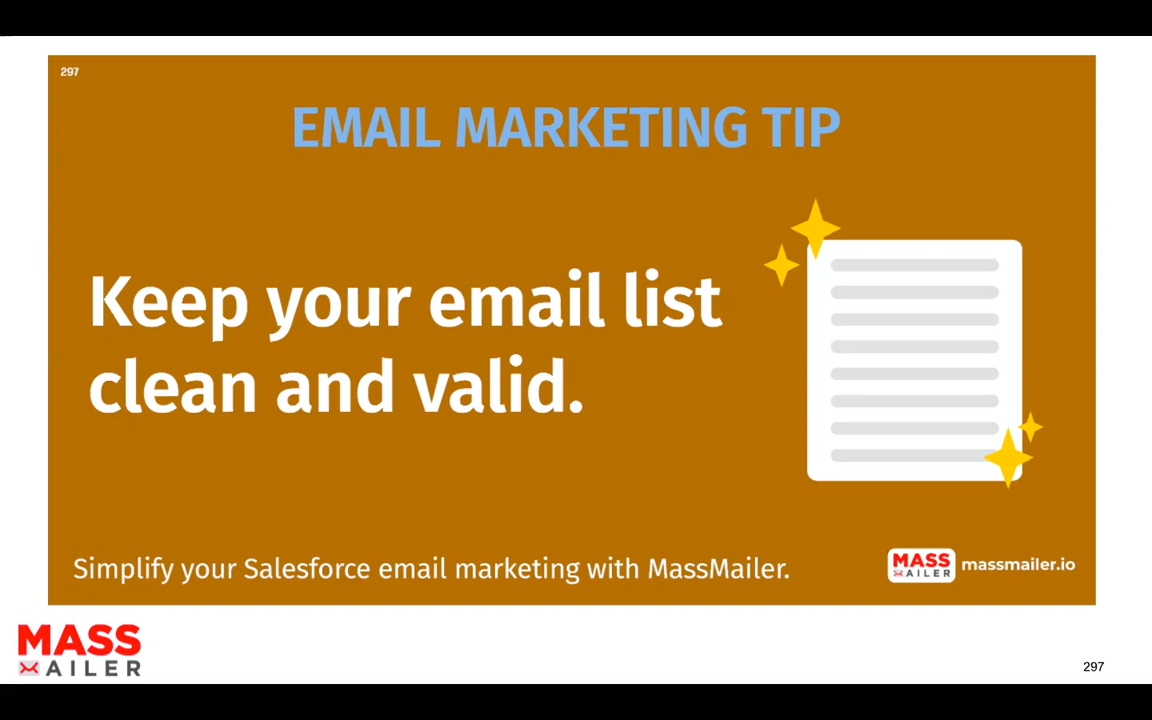 297
EMAIL MARKETING TIP
Keep your email list
clean and valid.
Simplify your Salesforce email marketing with MassMailer.
MASS
AILER
massmailer.io
MASS
AILER
297